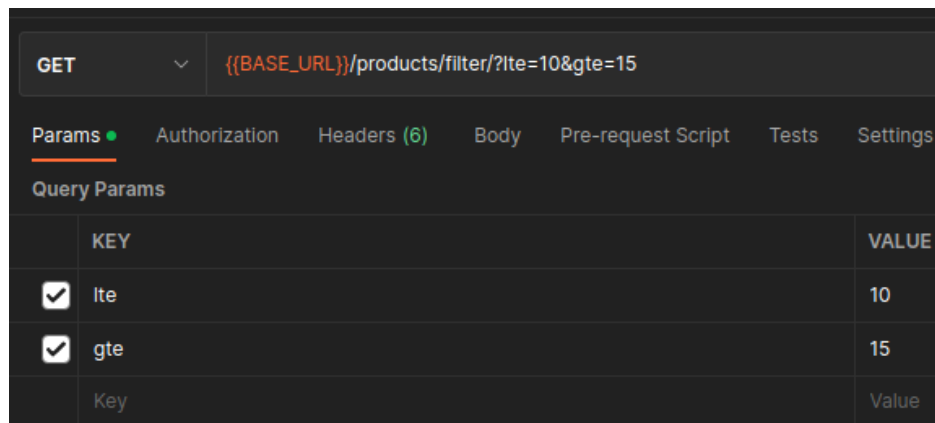 GET {{BASE_URL}}/products/filter/?lte=10&gte=15
Params Authorization Headers (6) Body Pre-request Script Tests Settings
Query Params
KEY VALUE
lte 10
gte 15
Key Value